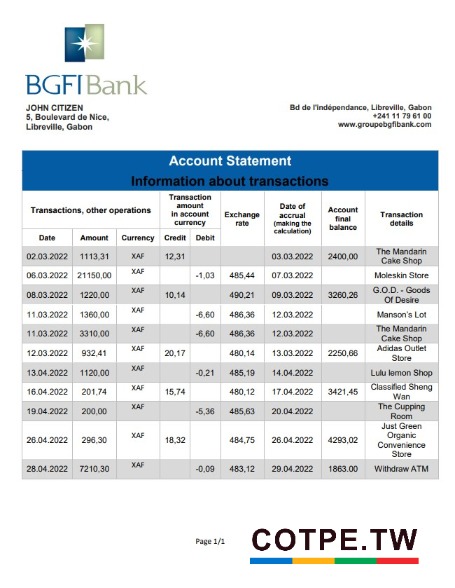 BGFIBank
JOHN CITIZEN
5, Boulevard de Nice,
Libreville, Gabon
Bd de l'indépendance, Libreville, Gabon
+241 11 79 61 00
www.groupebgfibank.com
Account Statement
Information about transactions
Transactions, other operations
Transaction
amount
in account
currency
Exchange
rate
Date of
accrual
(making the
calculation)
Account
final
balance
Transaction
details
Date Amount Currency Credit Debit
02.03.2022 1113,31 XAF 12,31 03.03.2022 2400,00 The Mandarin
Cake Shop
06.03.2022 21150,00 XAF -1,03 485,44 07.03.2022 Moleskin Store
08.03.2022 1220,00 XAF 10,14 490,21 09.03.2022 3260,26 G.O.D. - Goods
Of Desire
11.03.2022 1360,00 XAF -6,60 486,36 12.03.2022 Manson's Lot
11.03.2022 3310,00 XAF -6,60 486,36 12.03.2022 The Mandarin
Cake Shop
12.03.2022 932,41 XAF 20,17 480,14 13.03.2022 2250,66 Adidas Outlet
Store
13.04.2022 1120,00 XAF -0,21 485,19 14.04.2022 Lulu lemon Shop
16.04.2022 201,74 XAF 15,74 480,12 17.04.2022 3421,45 Classified Sheng
Wan
19.04.2022 200,00 XAF -5,36 485,63 20.04.2022 The Cupping
Room
26.04.2022 296,30 XAF 18,32 484,75 26.04.2022 4293,02 Just Green
Organic
Convenience
Store
28.04.2022 7210,30 XAF -0,09 483,12 29.04.2022 1863.00 Withdraw ATM
Page 1/1
COTPE.TW